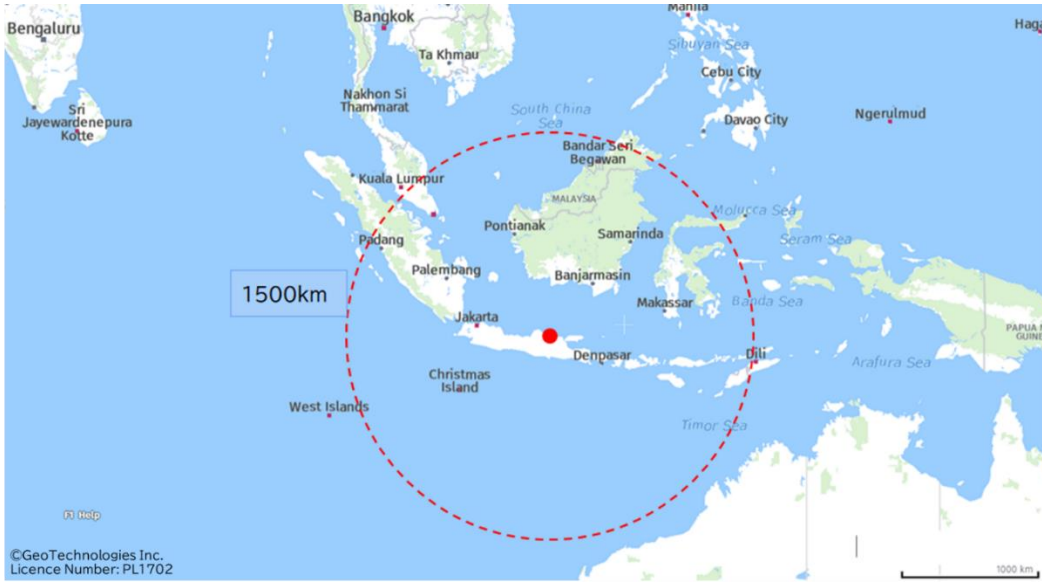 Manila
Bangkok
Haga
Bengaluru
Sibuyan Sea
Ta Khmau
Cebu City
Nakhon Si
Thammarat
South China
Sea
Sri
Jayewardenepura
Kotte
Davao City
Ngerulmud
Bandar Seri
Begawan
Kuala Lumpur
MALAYSIA
Molucca Sea
Pontianak
Samarinda
Seram Sea
Padang
Palembang
Banjarmasin
1500km
Makassar
Banda Sea
Jakarta
PAPUA N
GUINE
Denpasar
Dili
Arafura Sea
Christmas
Island
West Islands
Timor Sea
F1 Help
©GeoTechnologies Inc.
Licence Number: PL1702
1000 km